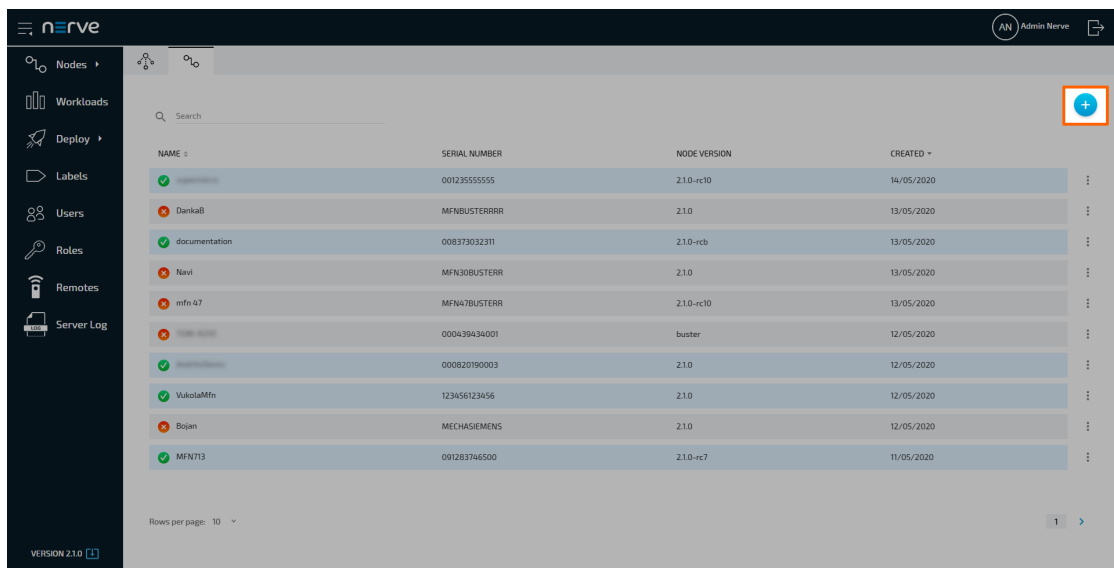 nerve
AN Admin Nerve
Nodes
Workloads
Deploy
Labels
Users
Roles
Remotes
LOG Server Log
VERSION 2.1.0
Search
NAME SERIAL NUMBER NODE VERSION CREATED
001235555555 2.1.0-rc10 14/05/2020
DankaB MFNBUSTERRRR 2.1.0 13/05/2020
documentation 008373032311 2.1.0-rcb 13/05/2020
Navi MFN30BUSTERR 2.1.0 13/05/2020
mfn 47 MFN47BUSTERR 2.1.0-rc10 13/05/2020
000439434001 buster 12/05/2020
000820190003 2.1.0 12/05/2020
VukolaMfn 123456123456 2.1.0 12/05/2020
Bojan MECHASIEMENS 2.1.0 12/05/2020
MFN713 091283746500 2.1.0-rc7 11/05/2020
Rows per page: 10 1